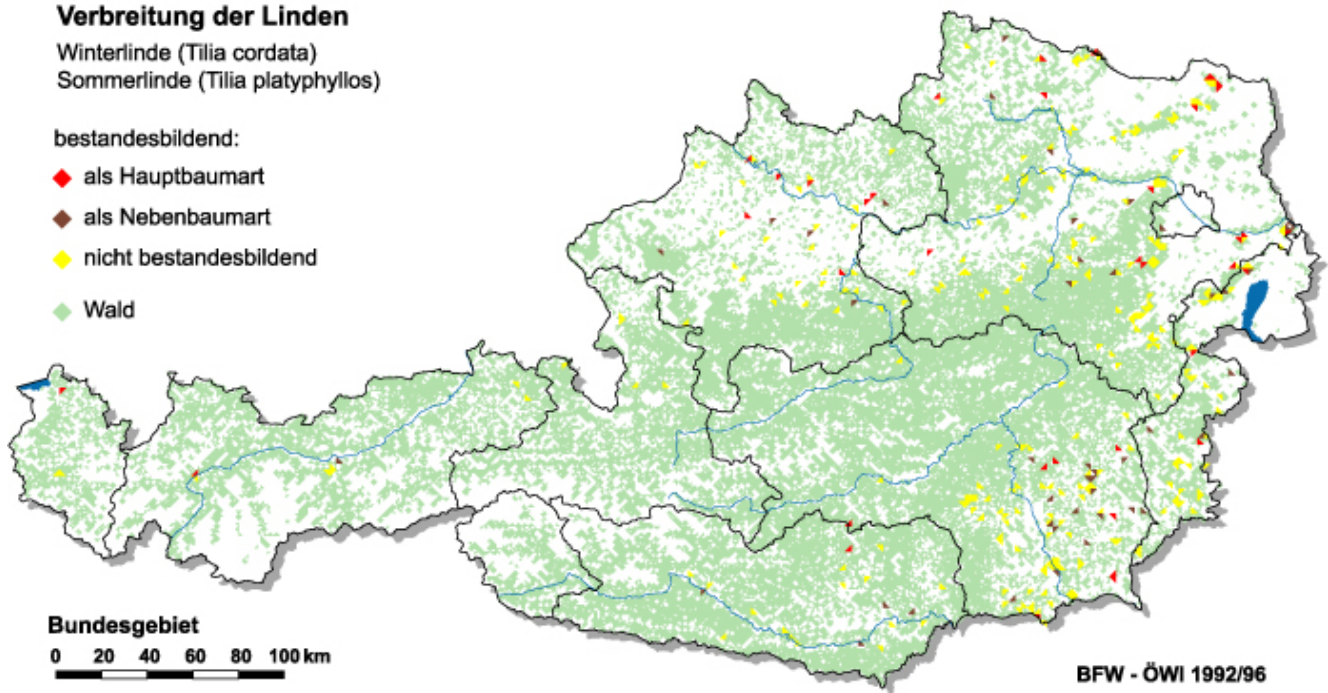 Verbreitung der Linden
Winterlinde (Tilia cordata)
Sommerlinde (Tilia platyphyllos)
bestandesbildend:
als Hauptbaumart
als Nebenbaumart
nicht bestandesbildend
Wald
Bundesgebiet
0 20 40 60 80 100 km
BFW - ÖWI 1992/96